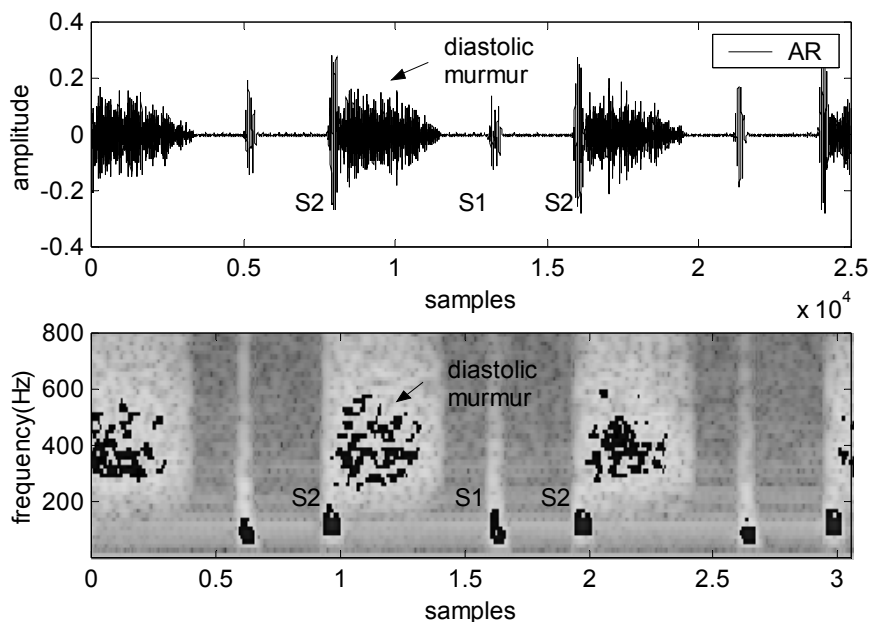 0.4
0.2
0
-0.2
-0.4
amplitude
diastolic
murmur
AR
S2
S1
S2
0
0.5
1
1.5
2
2.5
samples
x 10^4
800
600
400
200
frequency(Hz)
diastolic
murmur
S2
S1
S2
0
0.5
1
1.5
2
2.5
3
samples